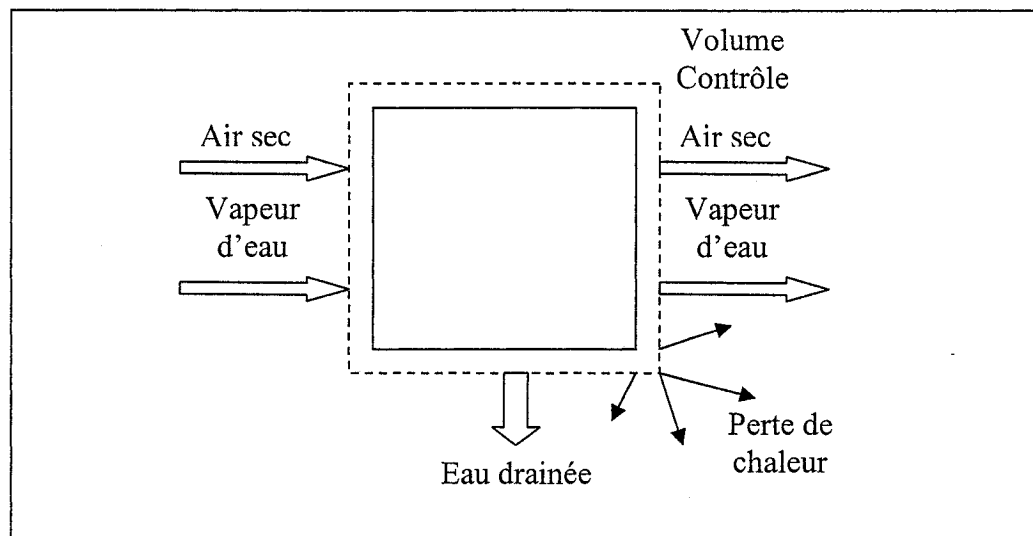 Volume
Contrôle
Air sec
Air sec
Vapeur
d'eau
Vapeur
d'eau
Perte de
chaleur
Eau drainée